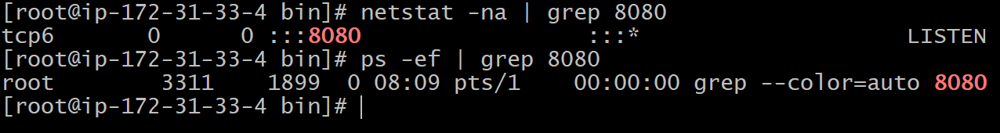 [root@ip-172-31-33-4 bin]# netstat -na | grep 8080
tcp6       0      0 :::8080                 :::*                    LISTEN
[root@ip-172-31-33-4 bin]# ps -ef | grep 8080
root        3311    1899  0 08:09 pts/1    00:00:00 grep --color=auto 8080
[root@ip-172-31-33-4 bin]#